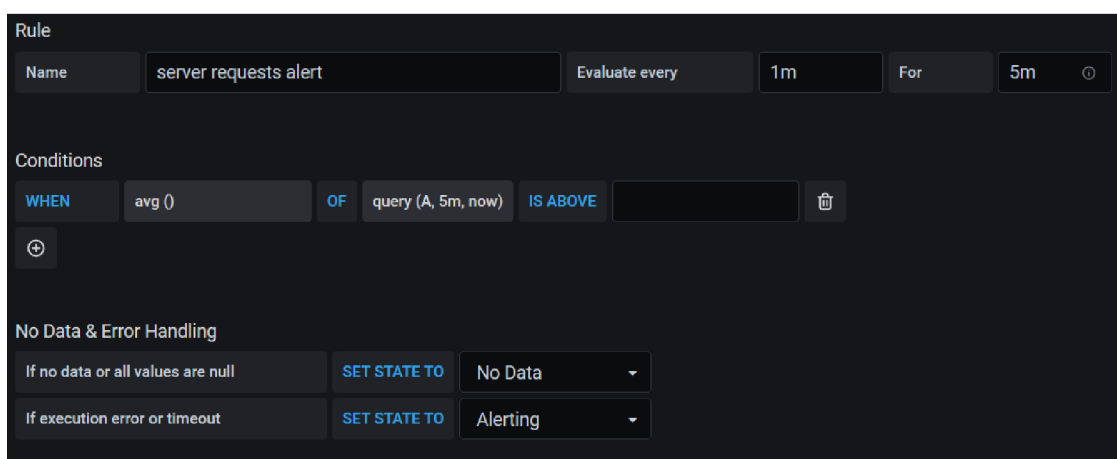 Rule
Name server requests alert Evaluate every 1m For 5m
Conditions
WHEN avg () OF query (A, 5m, now) IS ABOVE
No Data & Error Handling
If no data or all values are null SET STATE TO No Data
If execution error or timeout SET STATE TO Alerting